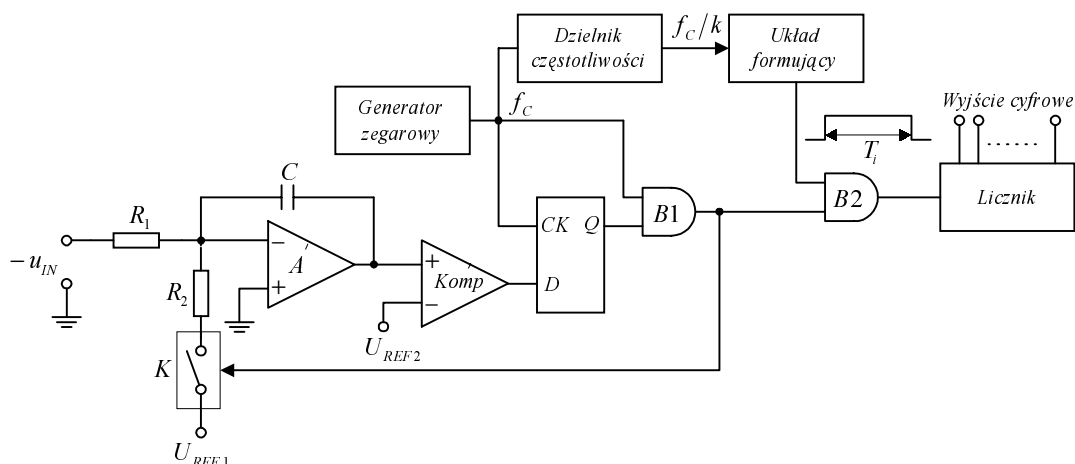 Dzielnik
częstotliwości
f_C/k
Układ
formujący
Generator
zegarowy
f_C
Wyjście cyfrowe
T_i
Licznik
C
R_1
CK
Q
B1
B2
-u_IN
A
Komp
D
R_2
U_REF2
K
U_REF1